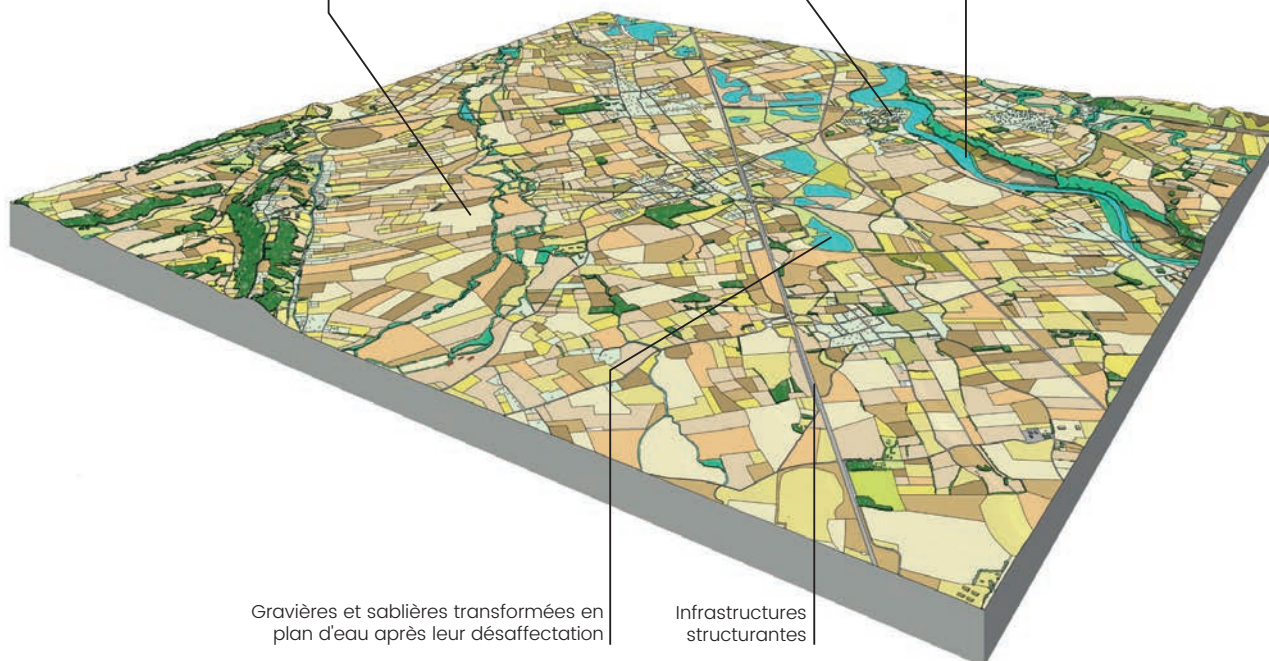 Gravières et sablières transformées en
plan d'eau après leur désaffectation
Infrastructures
structurantes